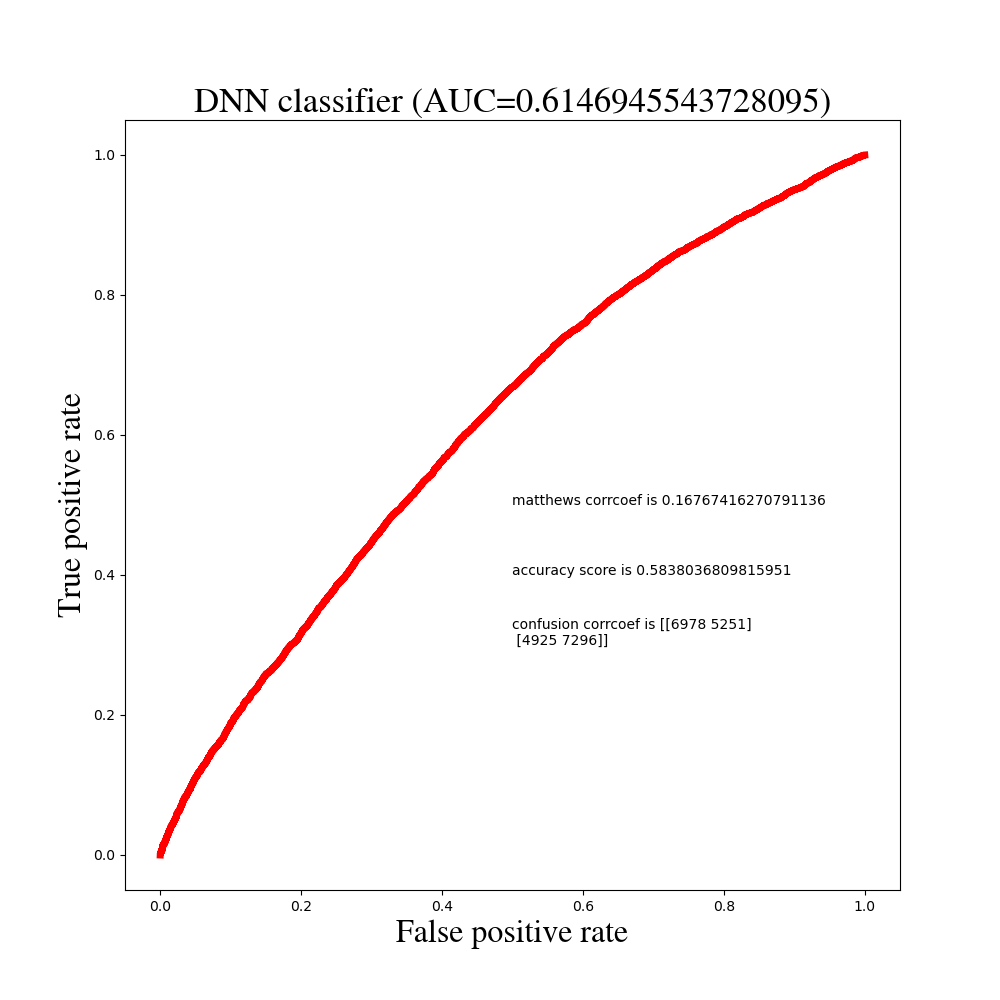 DNN classifier (AUC=0.6146945543728095)
1.0
0.8
0.6
0.4
0.2
0.0
True positive rate
matthews corrcoef is 0.16767416270791136
accuracy score is 0.5838036809815951
confusion corrcoef is [[6978 5251]
[4925 7296]]
0.0 0.2 0.4 0.6 0.8 1.0
False positive rate